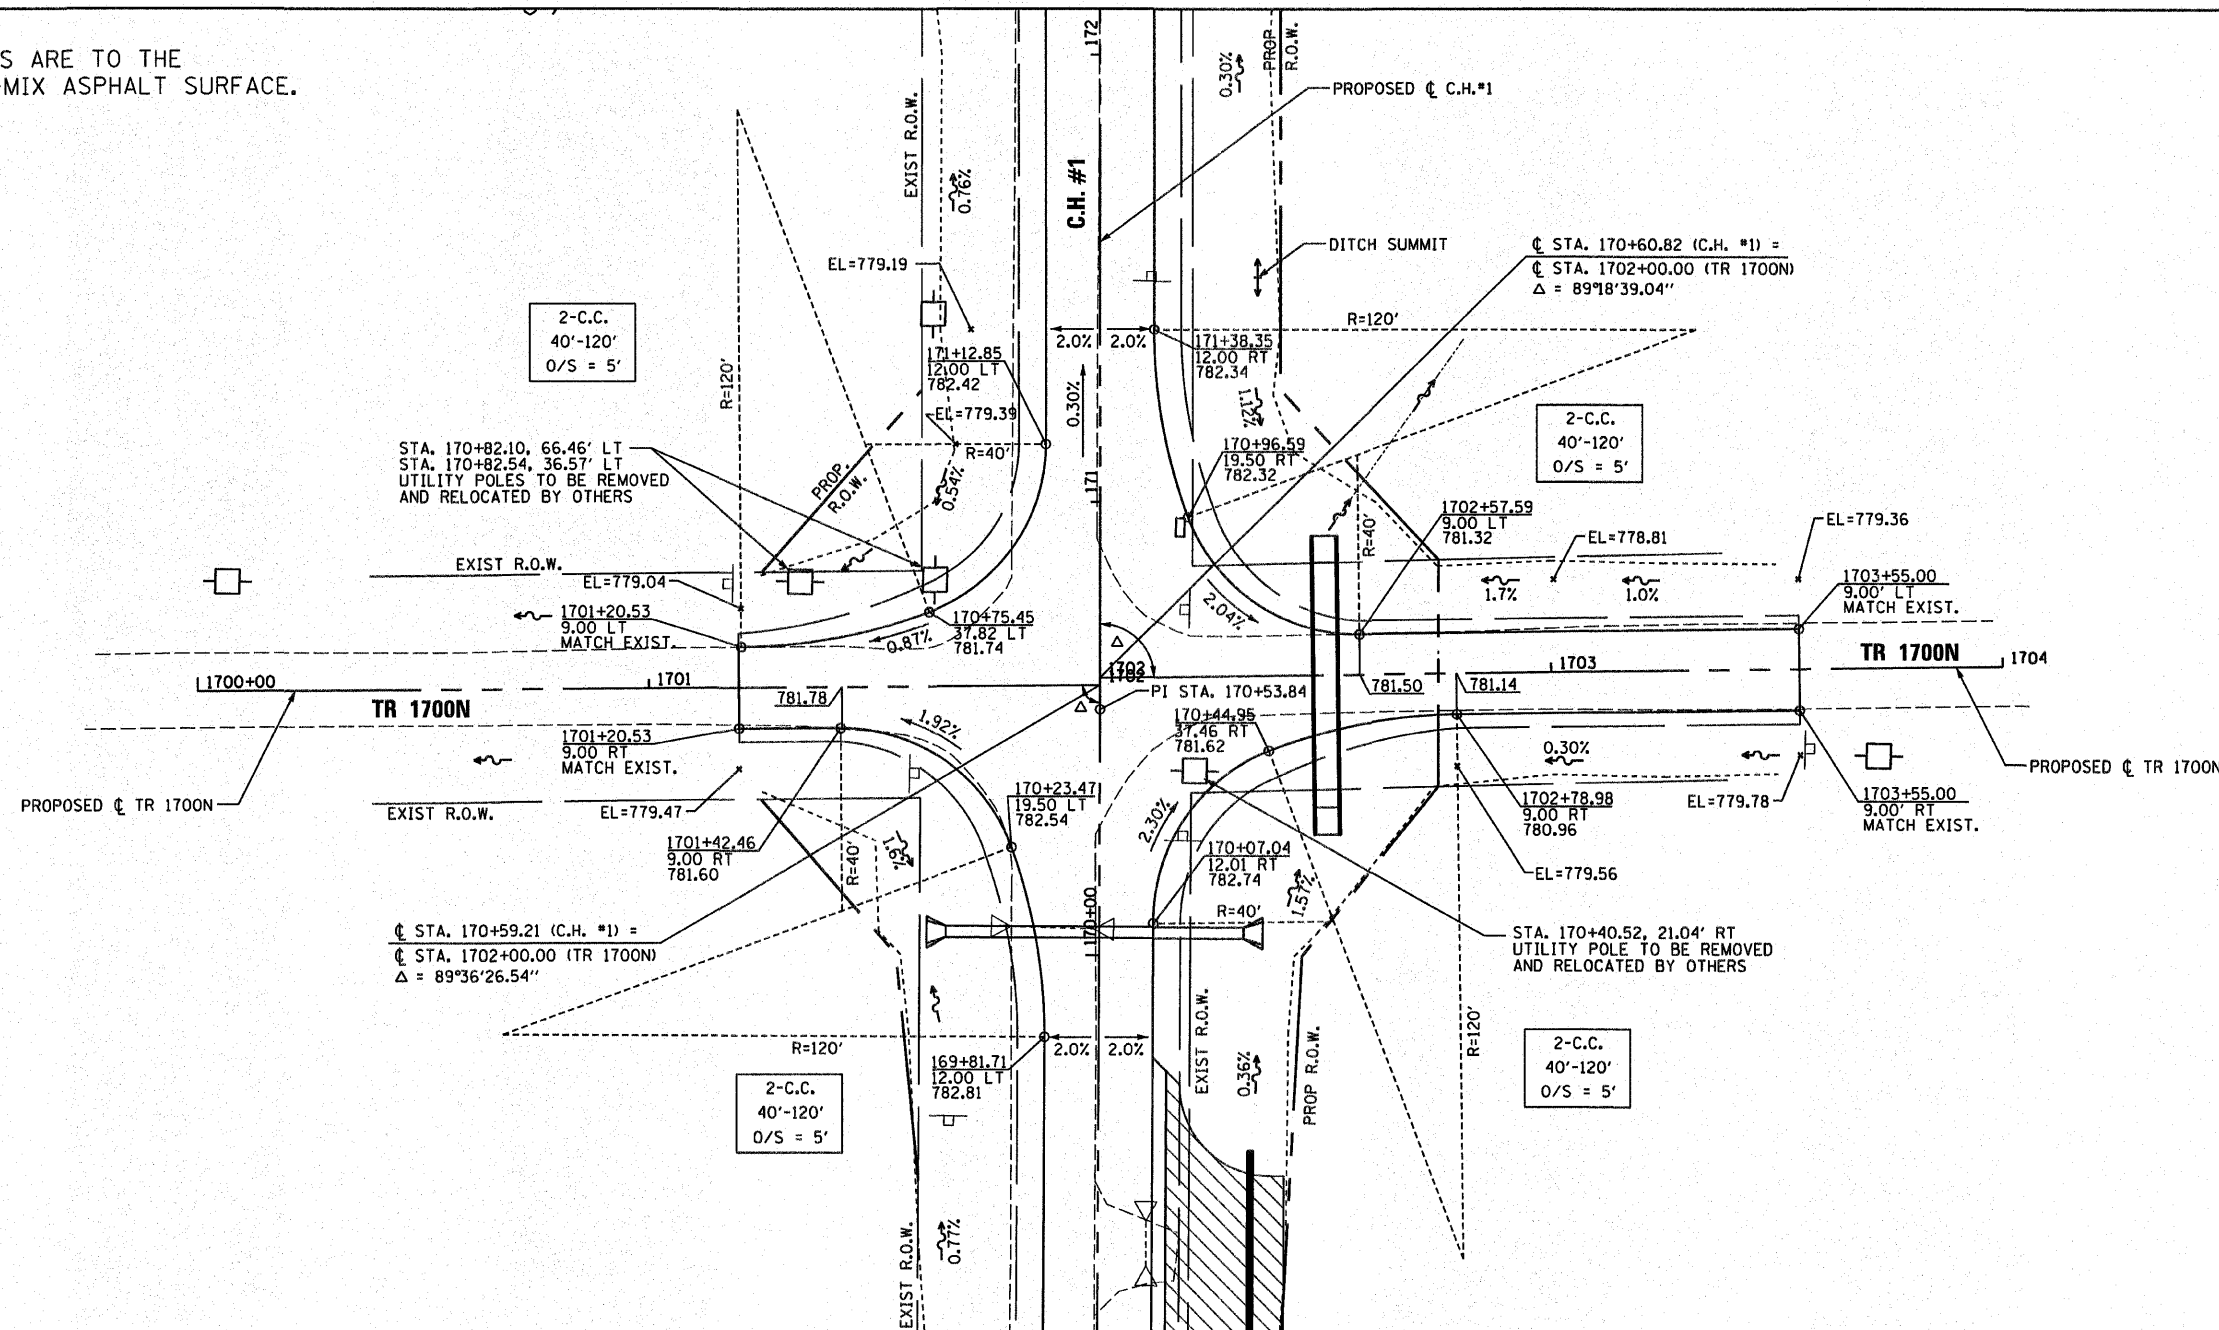 S ARE TO THE
MIX ASPHALT SURFACE.
172
0.30%
PROP
R.O.W.
PROPOSED ℄ C.H.#1
EXIST R.O.W.
0.76%
C.H. #1
DITCH SUMMIT
℄ STA. 170+60.82 (C.H. #1) =
℄ STA. 1702+00.00 (TR 1700N)
Δ = 89°18'39.04"
EL=779.19
2-C.C.
40'-120'
O/S = 5'
R=120'
2.0%
2.0%
R=120'
171+12.85
12.00 LT
782.42
171+38.35
12.00 RT
782.34
0.30%
1.12%
EL=779.39
R=40'
2-C.C.
40'-120'
O/S = 5'
STA. 170+82.10, 66.46' LT
STA. 170+82.54, 36.57' LT
UTILITY POLES TO BE REMOVED
AND RELOCATED BY OTHERS
PROP.
R.O.W.
0.54%
171
170+96.59
19.50 RT
782.32
R=40'
1702+57.59
9.00 LT
781.32
EL=778.81
EL=779.36
EXIST R.O.W.
EL=779.04
1701+20.53
9.00 LT
MATCH EXIST.
170+75.45
37.82 LT
781.74
0.87%
2.04%
1.7%
1.0%
1703+55.00
9.00' LT
MATCH EXIST.
Δ
1702
1702
1703
TR 1700N
1704
1700+00
1701
TR 1700N
781.78
Δ
PI STA. 170+53.84
781.50
781.14
1701+20.53
9.00 RT
MATCH EXIST.
1.92%
170+44.95
37.46 RT
781.62
0.30%
PROPOSED ℄ TR 1700N
PROPOSED ℄ TR 1700N
EXIST R.O.W.
EL=779.47
170+23.47
19.50 LT
782.54
2.30%
1702+78.98
9.00 RT
780.96
EL=779.78
1703+55.00
9.00' RT
MATCH EXIST.
1701+42.46
9.00 RT
781.60
R=40'
1.6%
170+07.04
12.01 RT
782.74
EL=779.56
1.57%
170+00
R=40'
℄ STA. 170+59.21 (C.H. #1) =
℄ STA. 1702+00.00 (TR 1700N)
Δ = 89°36'26.54"
STA. 170+40.52, 21.04' RT
UTILITY POLE TO BE REMOVED
AND RELOCATED BY OTHERS
R=120'
2.0%
2.0%
169+81.71
12.00 LT
782.81
EXIST R.O.W.
0.36%
PROP R.O.W.
R=120'
2-C.C.
40'-120'
O/S = 5'
2-C.C.
40'-120'
O/S = 5'
EXIST R.O.W.
0.77%